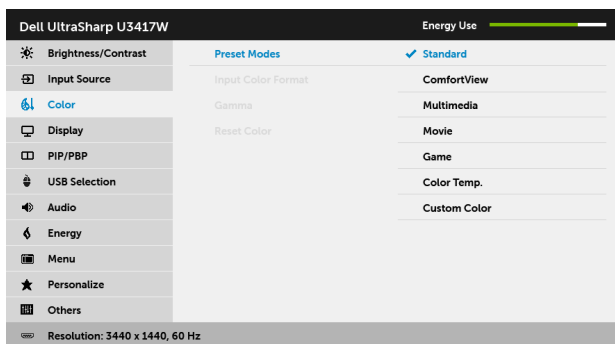 Dell UltraSharp U3417W
Energy Use
Brightness/Contrast
Preset Modes
Standard
Input Source
Input Color Format
ComfortView
Color
Gamma
Multimedia
Display
Reset Color
Movie
PIP/PBP
Game
USB Selection
Color Temp.
Audio
Custom Color
Energy
Menu
Personalize
Others
Resolution: 3440 x 1440, 60 Hz